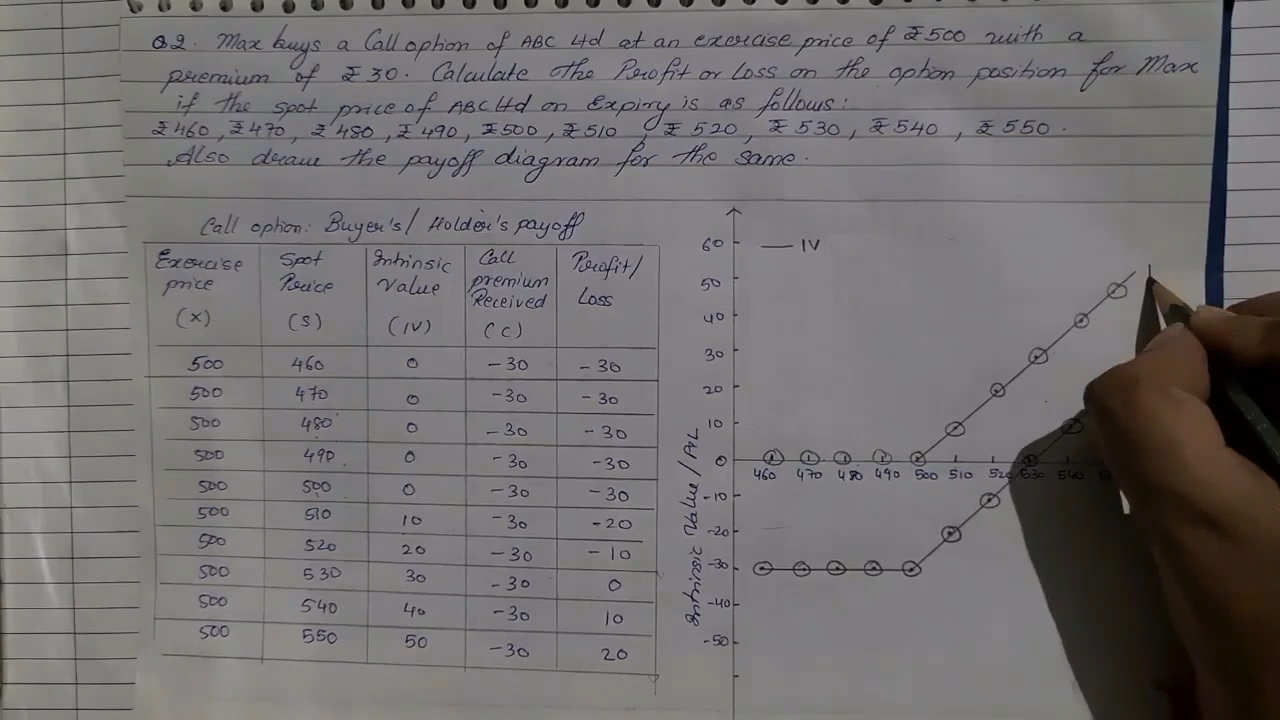 Q2. Max buys a Call option of ABC Ltd at an exercise price of ₹500 with a
premium of ₹30. Calculate the Profit or Loss on the option position for Max
if the spot price of ABC Ltd on Expiry is as follows:
₹460, ₹470, ₹480, ₹490, ₹500, ₹510, ₹520, ₹530, ₹540, ₹550.
Also draw the payoff diagram for the same.
Call option: Buyer's/ Holder's payoff
Exercise price (X) Spot Price (S) Intrinsic Value (IV) Call premium Received (C) Profit/ Loss
500 460 0 -30 -30
500 470 0 -30 -30
500 480 0 -30 -30
500 490 0 -30 -30
500 500 0 -30 -30
500 510 10 -30 -20
500 520 20 -30 -10
500 530 30 -30 0
500 540 40 -30 10
500 550 50 -30 20
Intrinsic Value / P/L
IV
60
50
40
30
20
10
0
460 470 480 490 500 510 520 530 540
-10
-20
-30
-40
-50